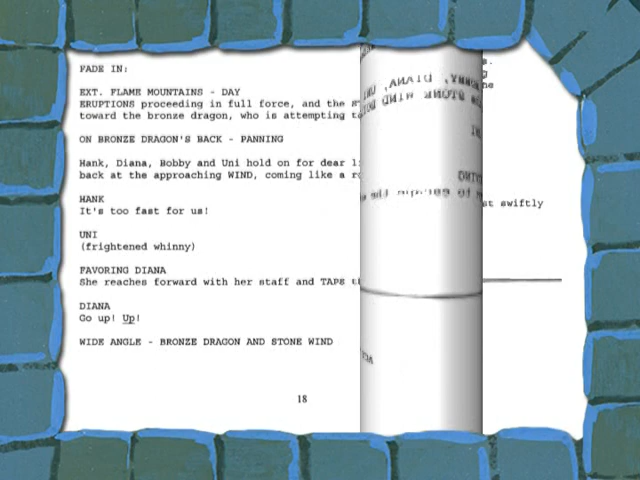 FADE IN:
EXT. FLAME MOUNTAINS - DAY
ERUPTIONS proceeding in full force, and the
toward the bronze dragon, who is attempting
ON BRONZE DRAGON'S BACK - PANNING
Hank, Diana, Bobby and Uni hold on for dear
back at the approaching WIND, coming like a
HANK
It's too fast for us!
st swiftly
UNI
(frightened whinny)
FAVORING DIANA
She reaches forward with her staff and TAPS
DIANA
Go up! Up!
WIDE ANGLE - BRONZE DRAGON AND STONE WIND
18